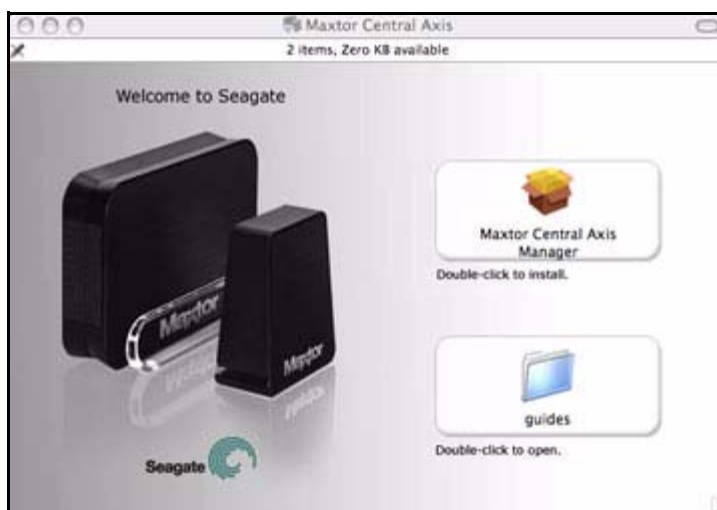 Maxtor Central Axis
2 items, Zero KB available
Welcome to Seagate
Maxtor
Maxtor
Seagate
Maxtor Central Axis
Manager
Double-click to install.
guides
Double-click to open.